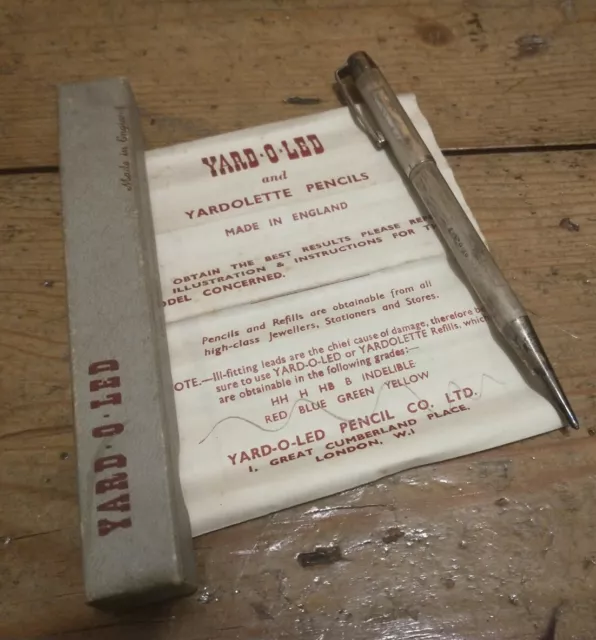 YARD·O·LED
Made in England
YARD·O·LED
and
YARDOLETTE PENCILS
MADE IN ENGLAND
OBTAIN THE BEST RESULTS PLEASE
ILLUSTRATION & INSTRUCTIONS FOR
CONCERNED.
Pencils and Refills are obtainable from all
high-class Jewellers, Stationers and Stores.
OTE.—Ill-fitting leads are the chief cause of damage, therefore b
sure to use YARD-O-LED or YARDOLETTE Refills, which
are obtainable in the following grades:—
HH H HB B INDELIBLE
RED BLUE GREEN YELLOW
YARD-O-LED PENCIL CO. LTD.
1, GREAT CUMBERLAND PLACE,
LONDON, W.1